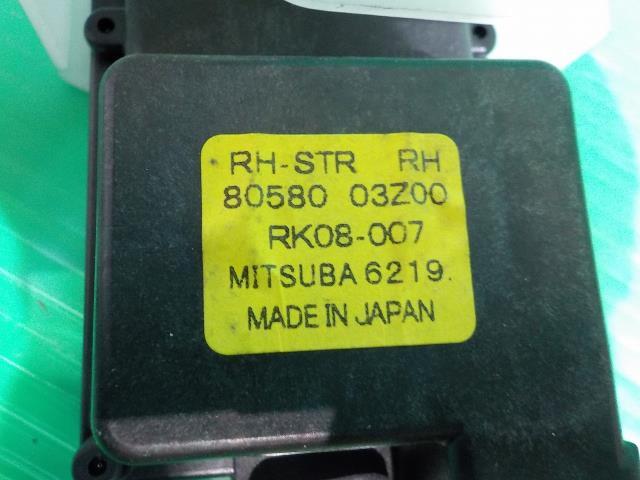 RH-STR RH
80580 03Z00
RK08-007
MITSUBA 6219.
MADE IN JAPAN